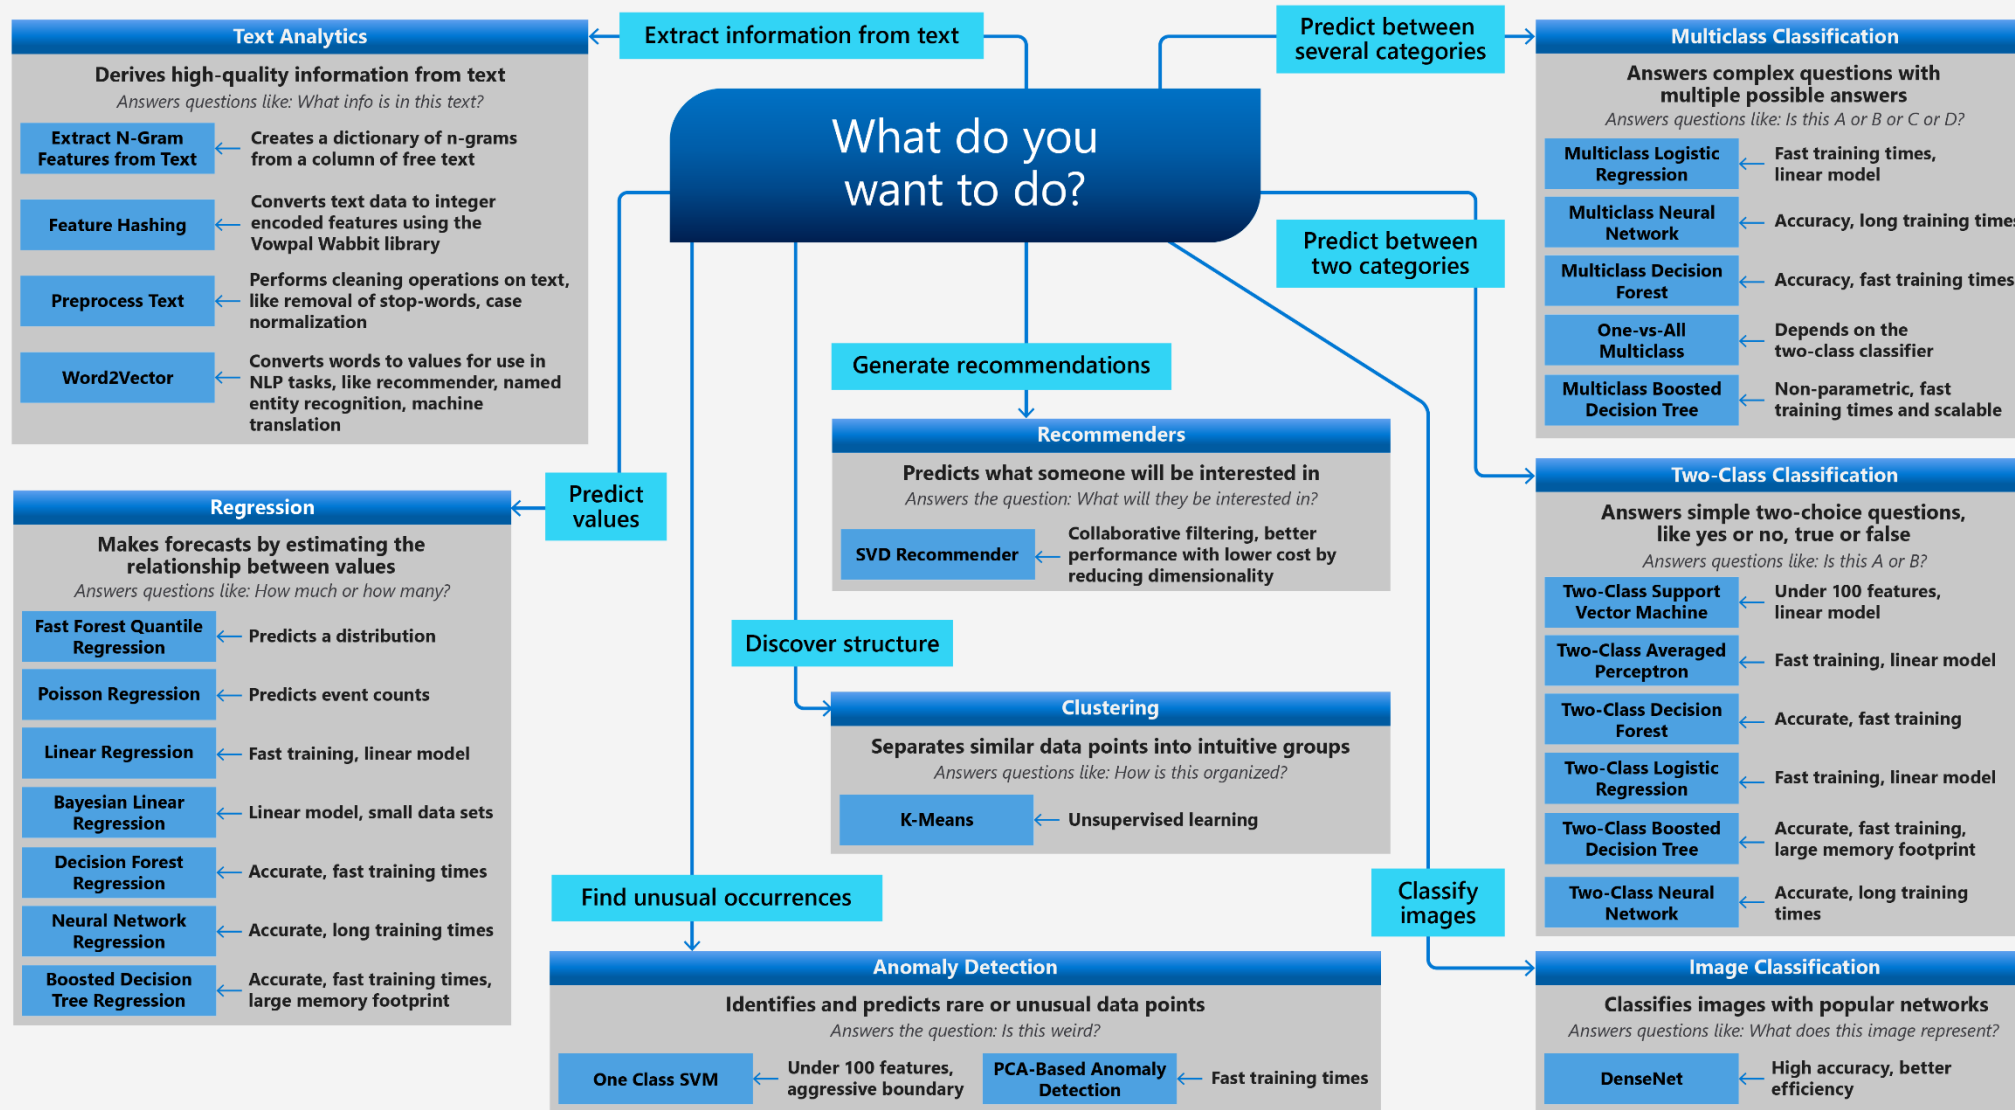 What do you
want to do?
Extract information from text
Text Analytics
Derives high-quality information from text
Answers questions like: What info is in this text?
Extract N-Gram
Features from Text
Creates a dictionary of n-grams
from a column of free text
Feature Hashing
Converts text data to integer
encoded features using the
Vowpal Wabbit library
Preprocess Text
Performs cleaning operations on text,
like removal of stop-words, case
normalization
Word2Vector
Converts words to values for use in
NLP tasks, like recommender, named
entity recognition, machine
translation
Predict
values
Regression
Makes forecasts by estimating the
relationship between values
Answers questions like: How much or how many?
Fast Forest Quantile
Regression
Predicts a distribution
Poisson Regression
Predicts event counts
Linear Regression
Fast training, linear model
Bayesian Linear
Regression
Linear model, small data sets
Decision Forest
Regression
Accurate, fast training times
Neural Network
Regression
Accurate, long training times
Boosted Decision
Tree Regression
Accurate, fast training times,
large memory footprint
Generate recommendations
Recommenders
Predicts what someone will be interested in
Answers the question: What will they be interested in?
SVD Recommender
Collaborative filtering, better
performance with lower cost by
reducing dimensionality
Discover structure
Clustering
Separates similar data points into intuitive groups
Answers questions like: How is this organized?
K-Means
Unsupervised learning
Find unusual occurrences
Anomaly Detection
Identifies and predicts rare or unusual data points
Answers the question: Is this weird?
One Class SVM
Under 100 features,
aggressive boundary
PCA-Based Anomaly
Detection
Fast training times
Predict between
several categories
Multiclass Classification
Answers complex questions with
multiple possible answers
Answers questions like: Is this A or B or C or D?
Multiclass Logistic
Regression
Fast training times,
linear model
Multiclass Neural
Network
Accuracy, long training times
Multiclass Decision
Forest
Accuracy, fast training times
One-vs-All
Multiclass
Depends on the
two-class classifier
Multiclass Boosted
Decision Tree
Non-parametric, fast
training times and scalable
Predict between
two categories
Two-Class Classification
Answers simple two-choice questions,
like yes or no, true or false
Answers questions like: Is this A or B?
Two-Class Support
Vector Machine
Under 100 features,
linear model
Two-Class Averaged
Perceptron
Fast training, linear model
Two-Class Decision
Forest
Accurate, fast training
Two-Class Logistic
Regression
Fast training, linear model
Two-Class Boosted
Decision Tree
Accurate, fast training,
large memory footprint
Two-Class Neural
Network
Accurate, long training
times
Classify
images
Image Classification
Classifies images with popular networks
Answers questions like: What does this image represent?
DenseNet
High accuracy, better
efficiency